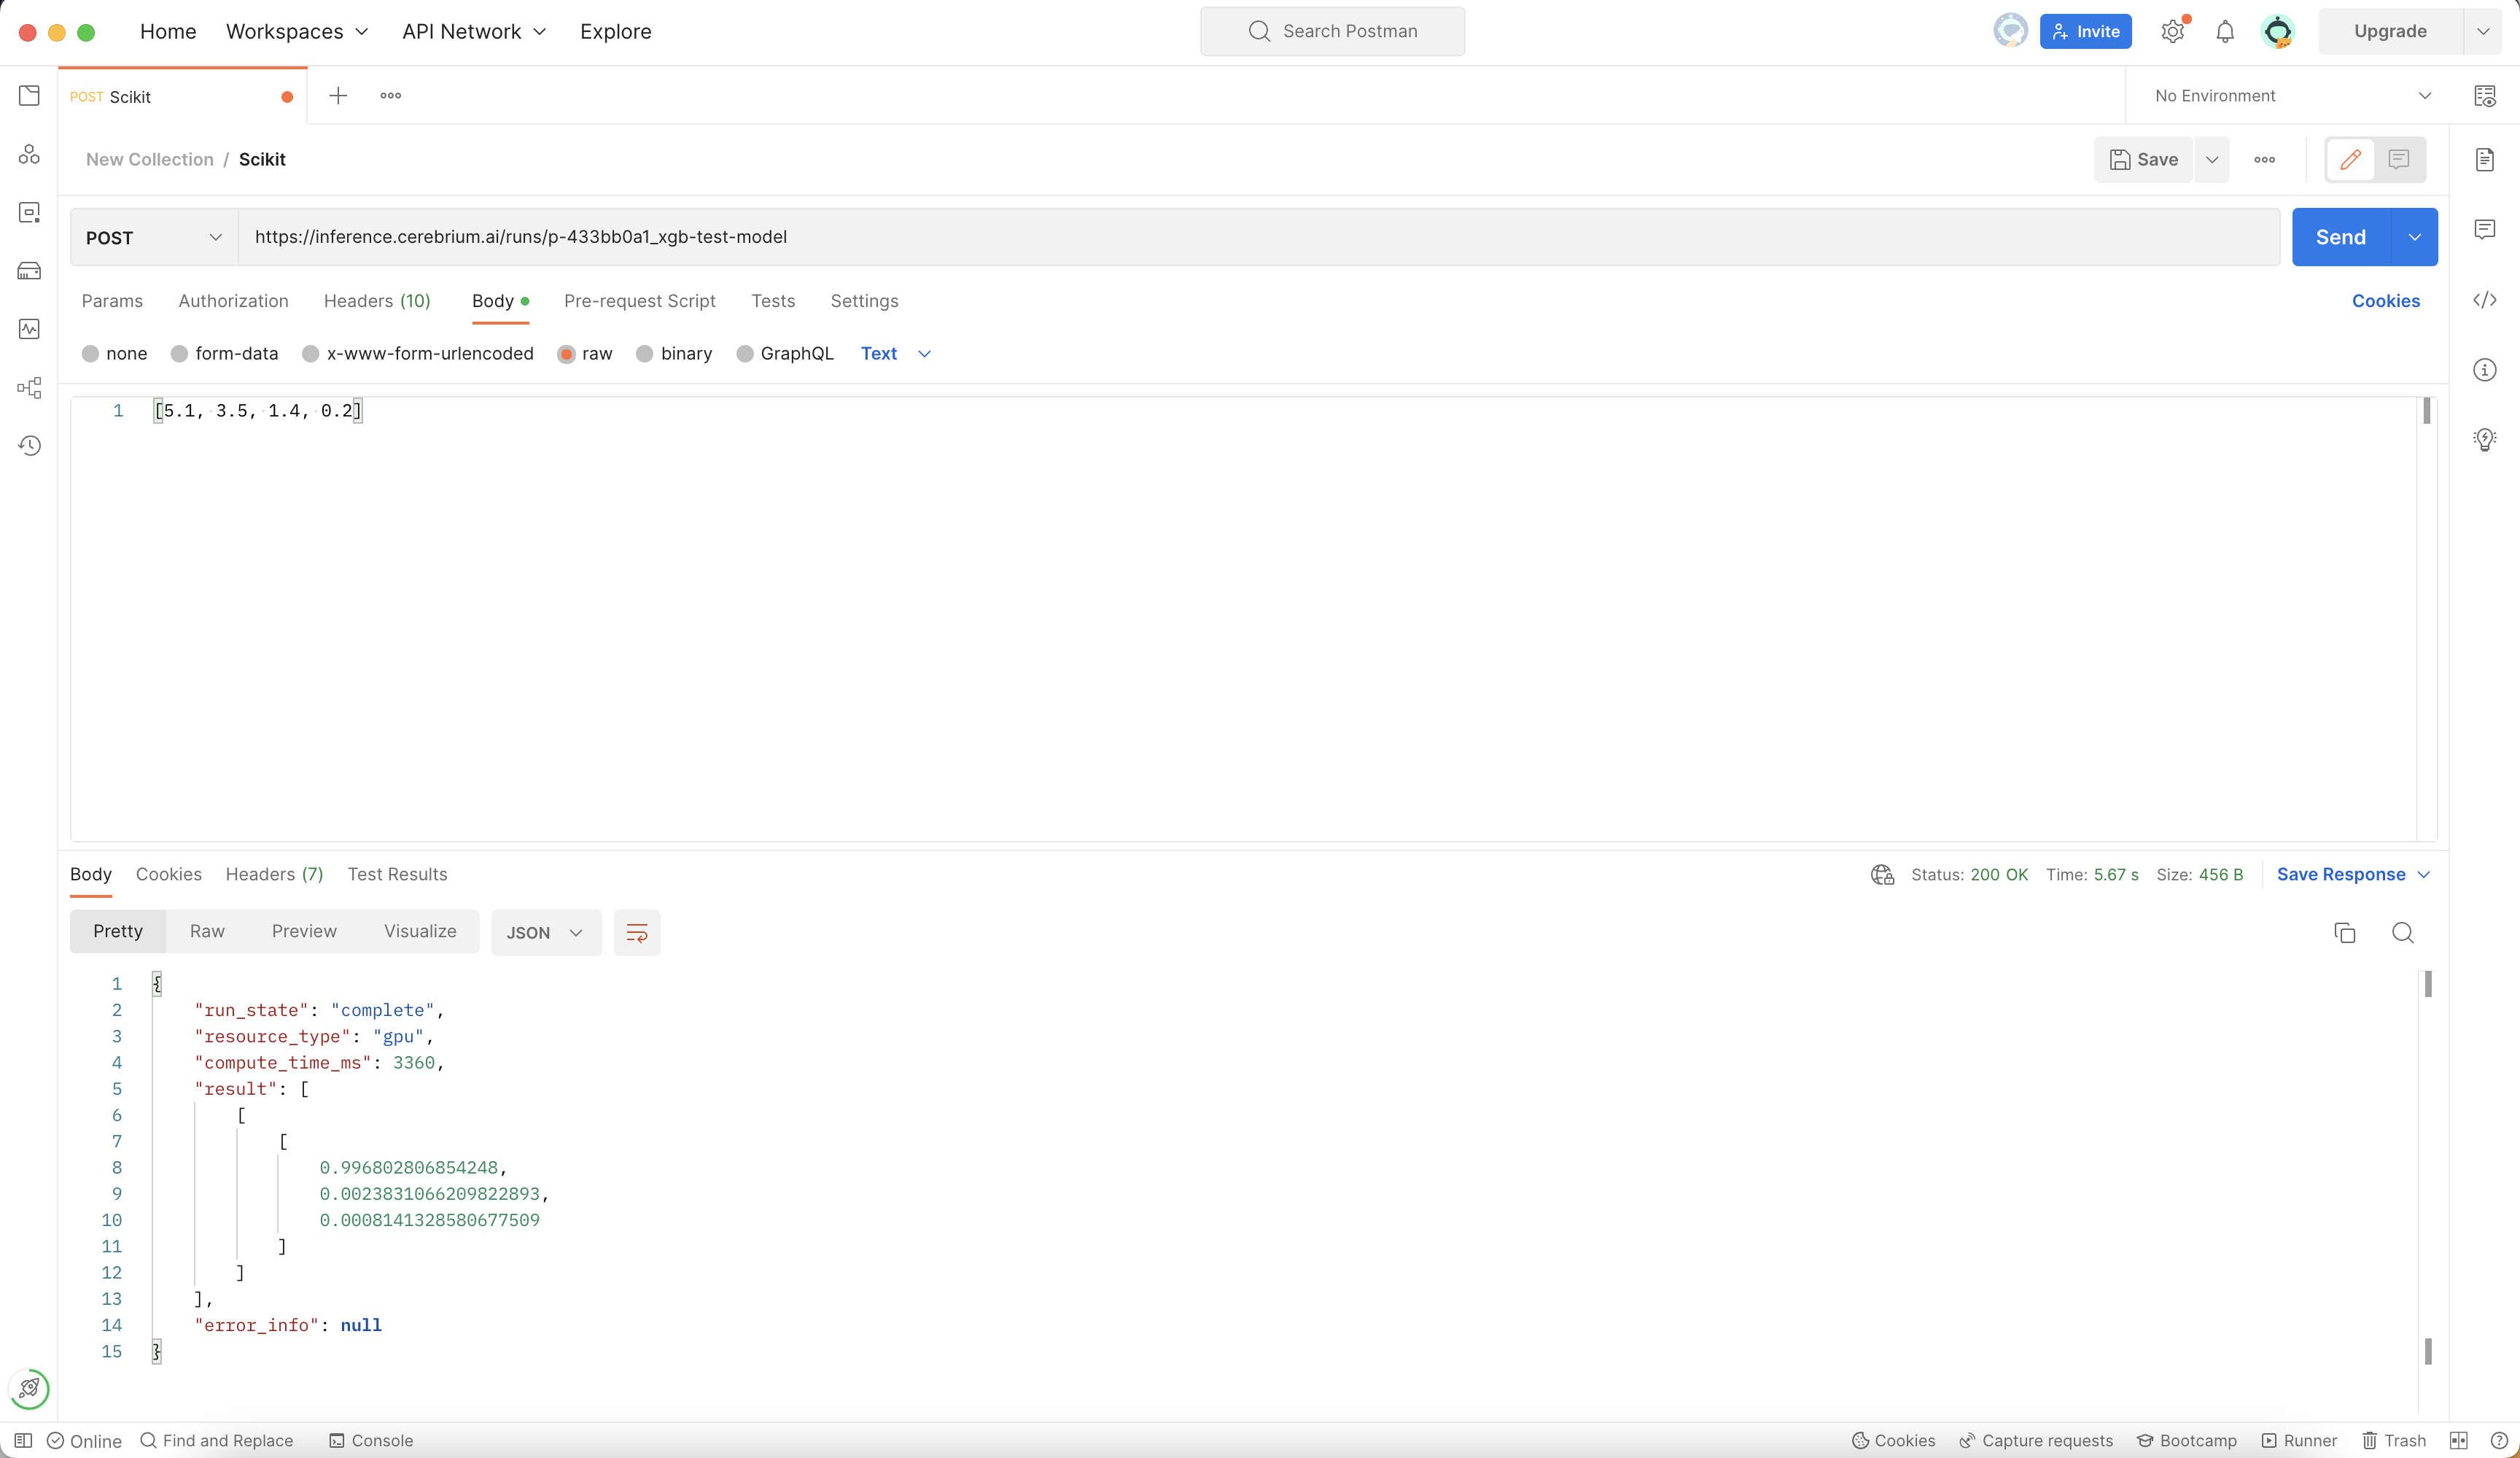 Home Workspaces API Network Explore Search Postman Invite Upgrade
POST Scikit No Environment
New Collection / Scikit Save
POST https://inference.cerebrium.ai/runs/p-433bb0a1_xgb-test-model Send
Params Authorization Headers (10) Body Pre-request Script Tests Settings Cookies
none form-data x-www-form-urlencoded raw binary GraphQL Text
1 [5.1, 3.5, 1.4, 0.2]
Body Cookies Headers (7) Test Results Status: 200 OK Time: 5.67 s Size: 456 B Save Response
Pretty Raw Preview Visualize JSON
1 {
2 "run_state": "complete",
3 "resource_type": "gpu",
4 "compute_time_ms": 3360,
5 "result": [
6 [
7 [
8 0.996802806854248,
9 0.0023831066209822893,
10 0.0008141328580677509
11 ]
12 ]
13 ],
14 "error_info": null
15 }
Online Find and Replace Console Cookies Capture requests Bootcamp Runner Trash